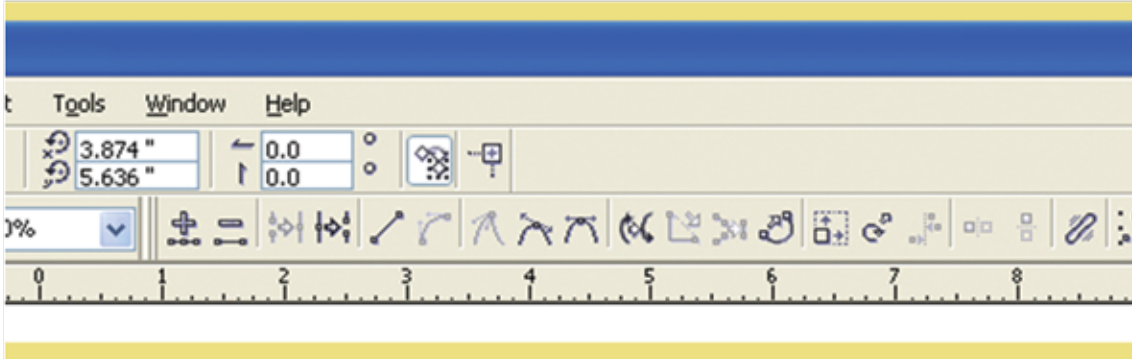 t Tools Window Help
x 3.874 " 0.0 °
y 5.636 " 0.0 °
0%
0 1 2 3 4 5 6 7 8